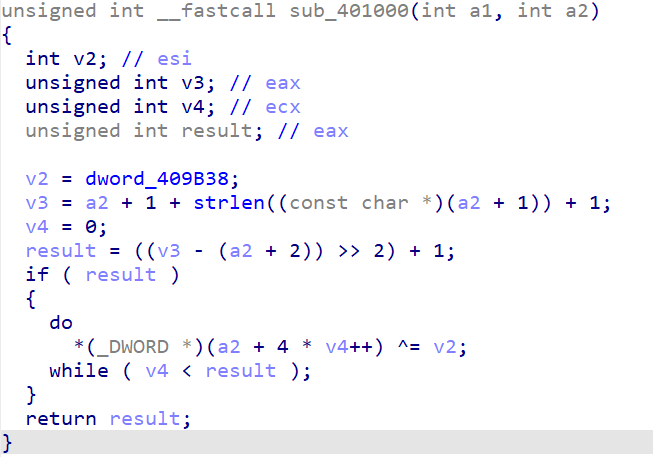 unsigned int __fastcall sub_401000(int a1, int a2)
{
  int v2; // esi
  unsigned int v3; // eax
  unsigned int v4; // ecx
  unsigned int result; // eax

  v2 = dword_409B38;
  v3 = a2 + 1 + strlen((const char *)(a2 + 1)) + 1;
  v4 = 0;
  result = ((v3 - (a2 + 2)) >> 2) + 1;
  if ( result )
  {
    do
      *(_DWORD *)(a2 + 4 * v4++) ^= v2;
    while ( v4 < result );
  }
  return result;
}